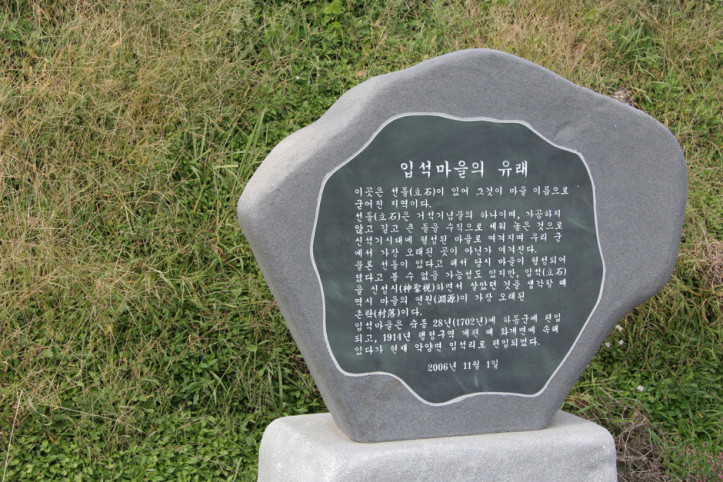 입석마을의 유래
이곳은 선돌(立石)이 있어 그것이 마을 이름으로
굳어진 지역이다.
선돌(立石)은 거석기념물의 하나이며, 가공하지
않고 길고 큰 돌을 수직으로 세워 놓은 것으로
신석기시대에 형성된 마을로 여겨지며 우리 군
에서 가장 오래된 곳이 아닌가 여겨진다.
물론 선돌이 있다고 해서 당시 마을이 형성되어
졌다고 볼 수 없을 가능성도 있지만, 입석(立石)
을 신성시(神聖視)하면서 살았던 것을 생각할 때
역시 마을의 연원(淵源)이 가장 오래된
촌락(村落)이다.
입석마을은 숙종 28년(1702년)에 하동군에 편입
되고, 1914년 행정구역 개편 때 화개면에 속해
있다가 현재 악양면 입석리로 편입되었다.
2006년 11월 1일